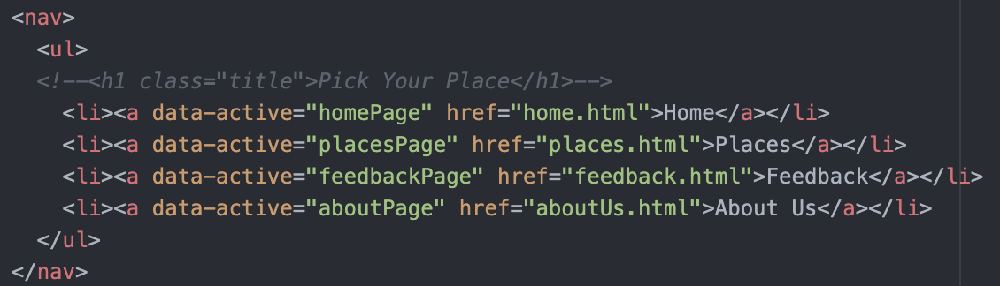 <nav>
  <ul>
  <!--<h1 class="title">Pick Your Place</h1>-->
    <li><a data-active="homePage" href="home.html">Home</a></li>
    <li><a data-active="placesPage" href="places.html">Places</a></li>
    <li><a data-active="feedbackPage" href="feedback.html">Feedback</a></li>
    <li><a data-active="aboutPage" href="aboutUs.html">About Us</a></li>
  </ul>
</nav>